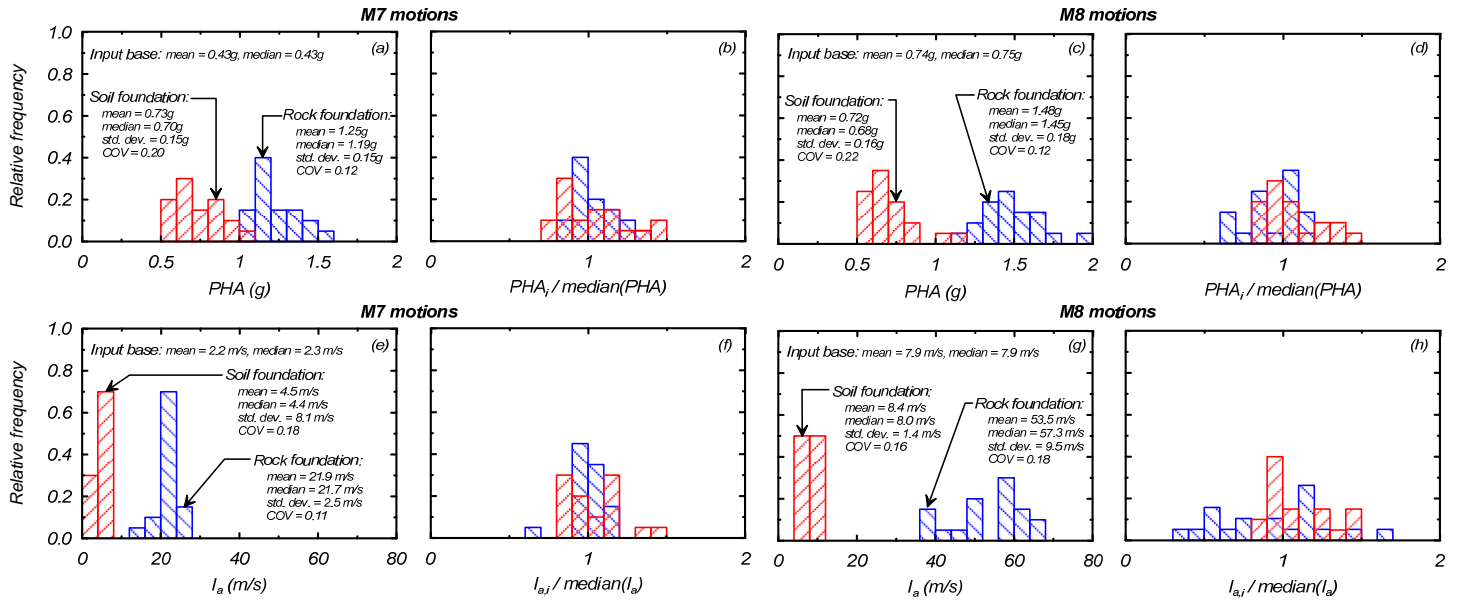 M7 motions
M8 motions
Relative frequency
1.0
0.8
0.6
0.4
0.2
0.0
(a)
Input base: mean = 0.43g, median = 0.43g
Soil foundation:
mean = 0.73g
median = 0.70g
std. dev. = 0.15g
COV = 0.20
Rock foundation:
mean = 1.25g
median = 1.19g
std. dev. = 0.15g
COV = 0.12
0
0.5
1
1.5
2
PHA (g)
(b)
0
1
2
PHAi / median(PHA)
(c)
Input base: mean = 0.74g, median = 0.75g
Soil foundation:
mean = 0.72g
median = 0.68g
std. dev. = 0.16g
COV = 0.22
Rock foundation:
mean = 1.48g
median = 1.45g
std. dev. = 0.18g
COV = 0.12
0
0.5
1
1.5
2
PHA (g)
(d)
0
1
2
PHAi / median(PHA)
M7 motions
M8 motions
Relative frequency
1.0
0.8
0.6
0.4
0.2
0.0
(e)
Input base: mean = 2.2 m/s, median = 2.3 m/s
Soil foundation:
mean = 4.5 m/s
median = 4.4 m/s
std. dev. = 8.1 m/s
COV = 0.18
Rock foundation:
mean = 21.9 m/s
median = 21.7 m/s
std. dev. = 2.5 m/s
COV = 0.11
0
20
40
60
80
Ia (m/s)
(f)
0
1
2
Ia,i / median(Ia)
(g)
Input base: mean = 7.9 m/s, median = 7.9 m/s
Soil foundation:
mean = 8.4 m/s
median = 8.0 m/s
std. dev. = 1.4 m/s
COV = 0.16
Rock foundation:
mean = 53.5 m/s
median = 57.3 m/s
std. dev. = 9.5 m/s
COV = 0.18
0
20
40
60
80
Ia (m/s)
(h)
0
1
2
Ia,i / median(Ia)